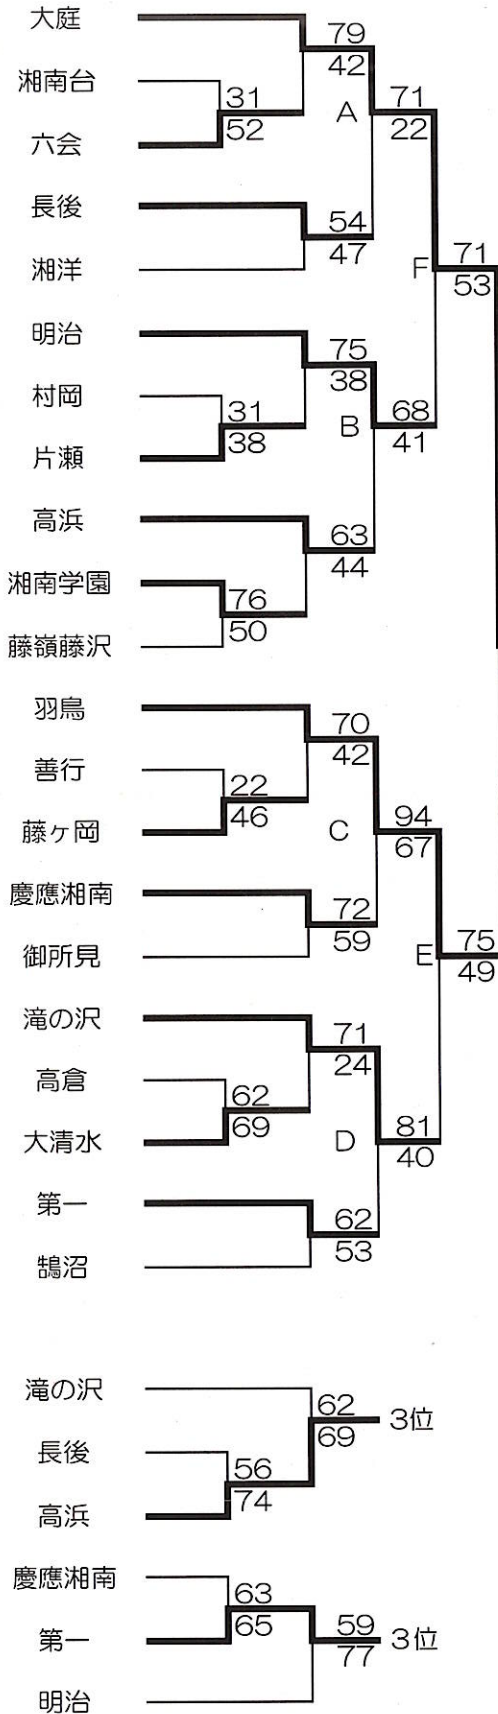 大庭
79
42
湘南台
31
52
A
71
22
六会
長後
54
47
湘洋
F
71
53
明治
75
38
村岡
31
38
B
68
41
片瀬
高浜
63
44
湘南学園
76
50
藤嶺藤沢
羽鳥
70
42
善行
22
46
C
94
67
藤ヶ岡
慶應湘南
72
59
御所見
E
75
49
滝の沢
71
24
高倉
62
69
D
81
40
大清水
第一
62
53
鵠沼
滝の沢
62
69
3位
長後
56
74
高浜
慶應湘南
63
65
第一
59
77
3位
明治